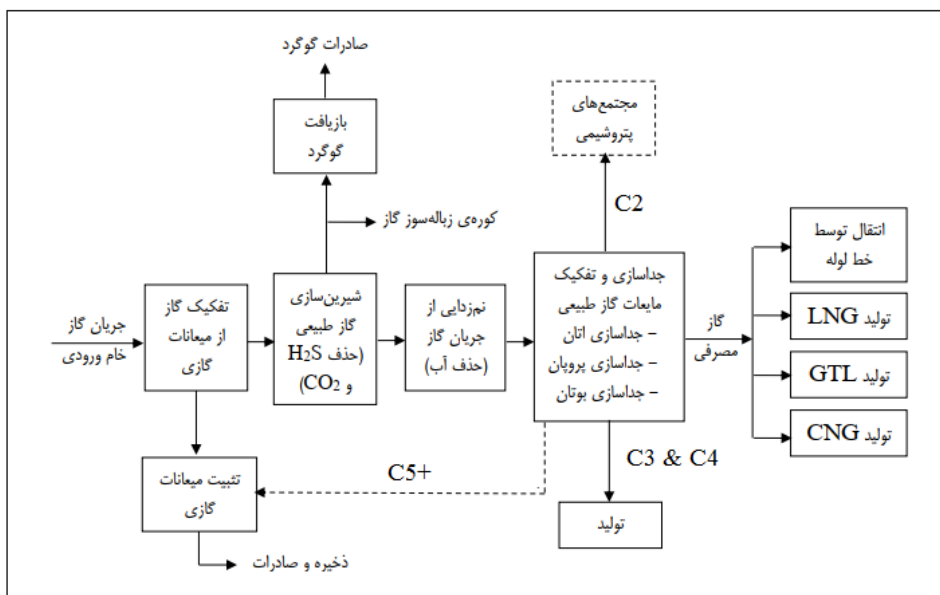 صادرات گوگرد
بازیافت
گوگرد
کوره‌ی زباله‌سوز گاز
مجتمع‌های
پتروشیمی
C2
جریان گاز
خام ورودی
تفکیک گاز
از میعانات
گازی
شیرین‌سازی
گاز طبیعی
(حذف H2S
و CO2)
نم‌زدایی از
جریان گاز
(حذف آب)
جداسازی و تفکیک
مایعات گاز طبیعی
– جداسازی اتان
– جداسازی پروپان
– جداسازی بوتان
گاز
مصرفی
انتقال توسط
خط لوله
تولید LNG
تولید GTL
تولید CNG
C3 & C4
تولید
C5+
تثبیت میعانات
گازی
ذخیره و صادرات